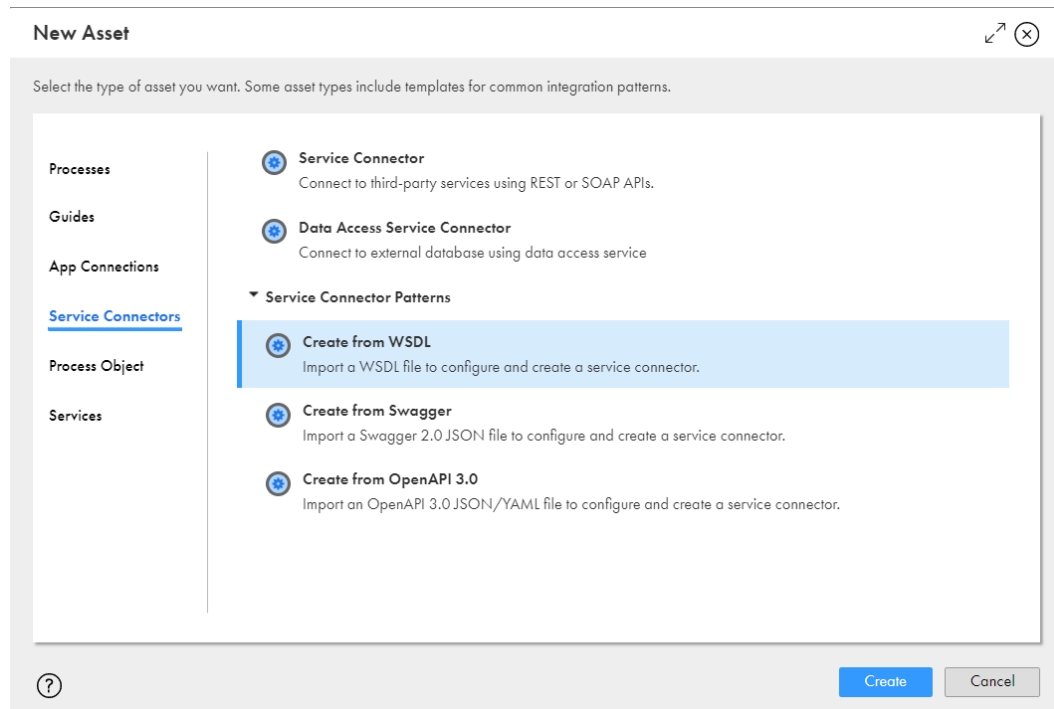 New Asset
Select the type of asset you want. Some asset types include templates for common integration patterns.
Processes
Guides
App Connections
Service Connectors
Process Object
Services
Service Connector
Connect to third-party services using REST or SOAP APIs.
Data Access Service Connector
Connect to external database using data access service
Service Connector Patterns
Create from WSDL
Import a WSDL file to configure and create a service connector.
Create from Swagger
Import a Swagger 2.0 JSON file to configure and create a service connector.
Create from OpenAPI 3.0
Import an OpenAPI 3.0 JSON/YAML file to configure and create a service connector.
?
Create
Cancel